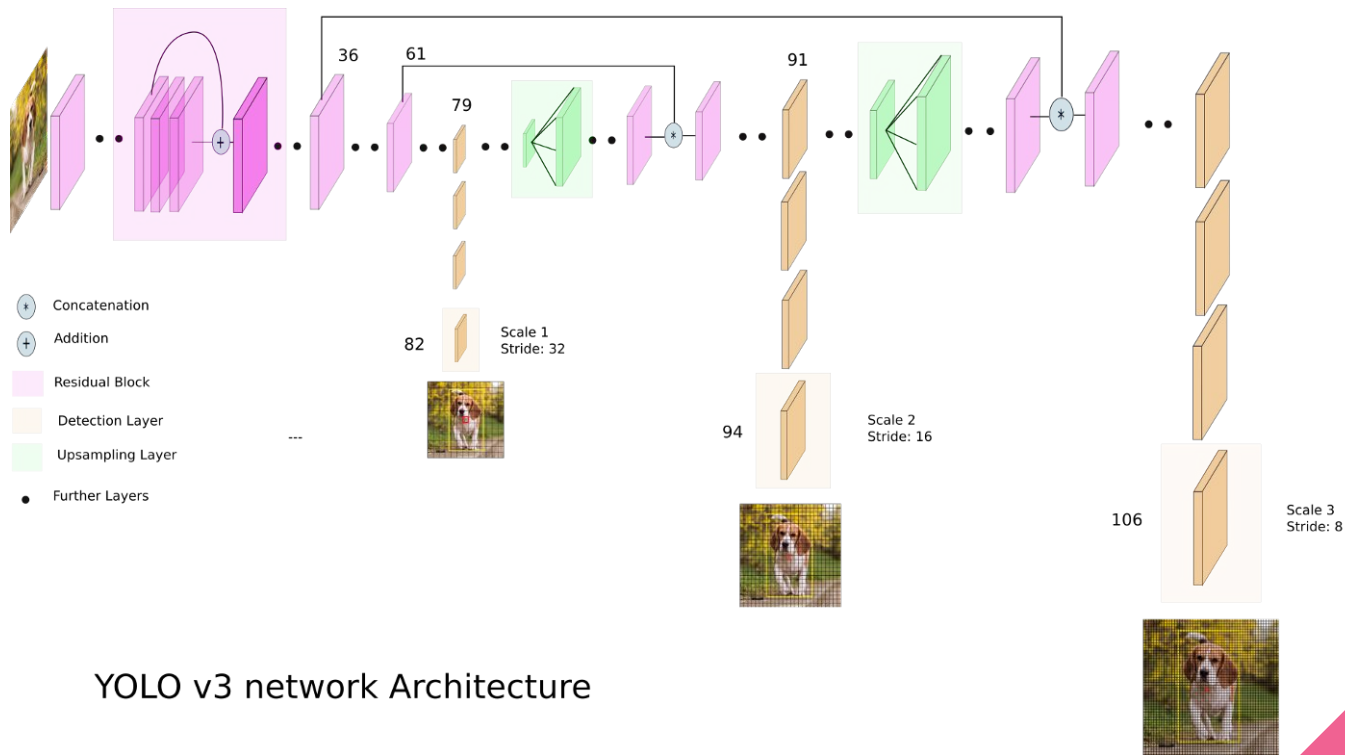 36
61
79
91
*
*
+
* Concatenation
+ Addition
Residual Block
Detection Layer
Upsampling Layer
Further Layers
---
82
Scale 1
Stride: 32
94
Scale 2
Stride: 16
106
Scale 3
Stride: 8
YOLO v3 network Architecture